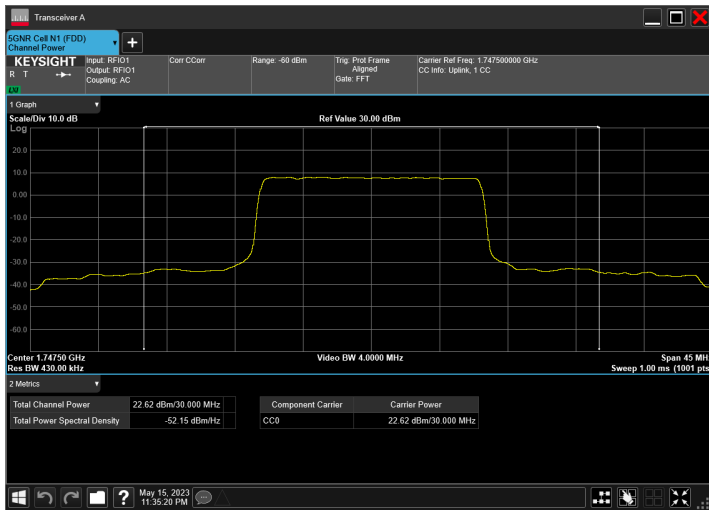 Transceiver A
5GNR Cell N1 (FDD)
Channel Power
KEYSIGHT
R T
LXI
Input: RFIO1
Output: RFIO1
Coupling: AC
Corr CCorr
Range: -60 dBm
Trig: Prot Frame
Aligned
Gate: FFT
Carrier Ref Freq: 1.747500000 GHz
CC Info: Uplink, 1 CC
1 Graph
Scale/Div 10.0 dB
Ref Value 30.00 dBm
Log
20.0
10.0
0.00
-10.0
-20.0
-30.0
-40.0
-50.0
-60.0
Center 1.74750 GHz
Video BW 4.0000 MHz
Span 45 MH
Res BW 430.00 kHz
Sweep 1.00 ms (1001 pts
2 Metrics
Total Channel Power 22.62 dBm/30.000 MHz
Total Power Spectral Density -52.15 dBm/Hz
Component Carrier Carrier Power
CC0 22.62 dBm/30.000 MHz
?
May 15, 2023
11:35:20 PM